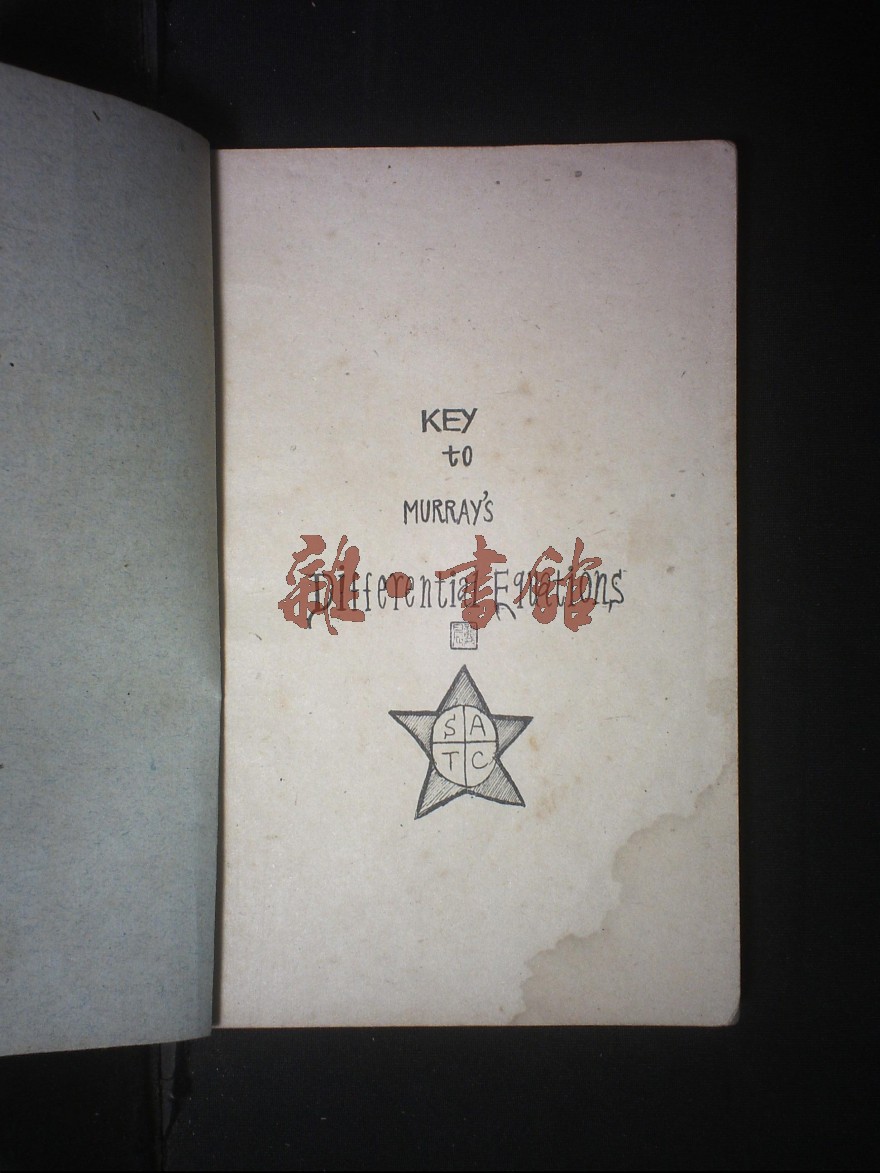 KEY
to
MURRAY'S
Differential Equations
雜·書館
S A
T C